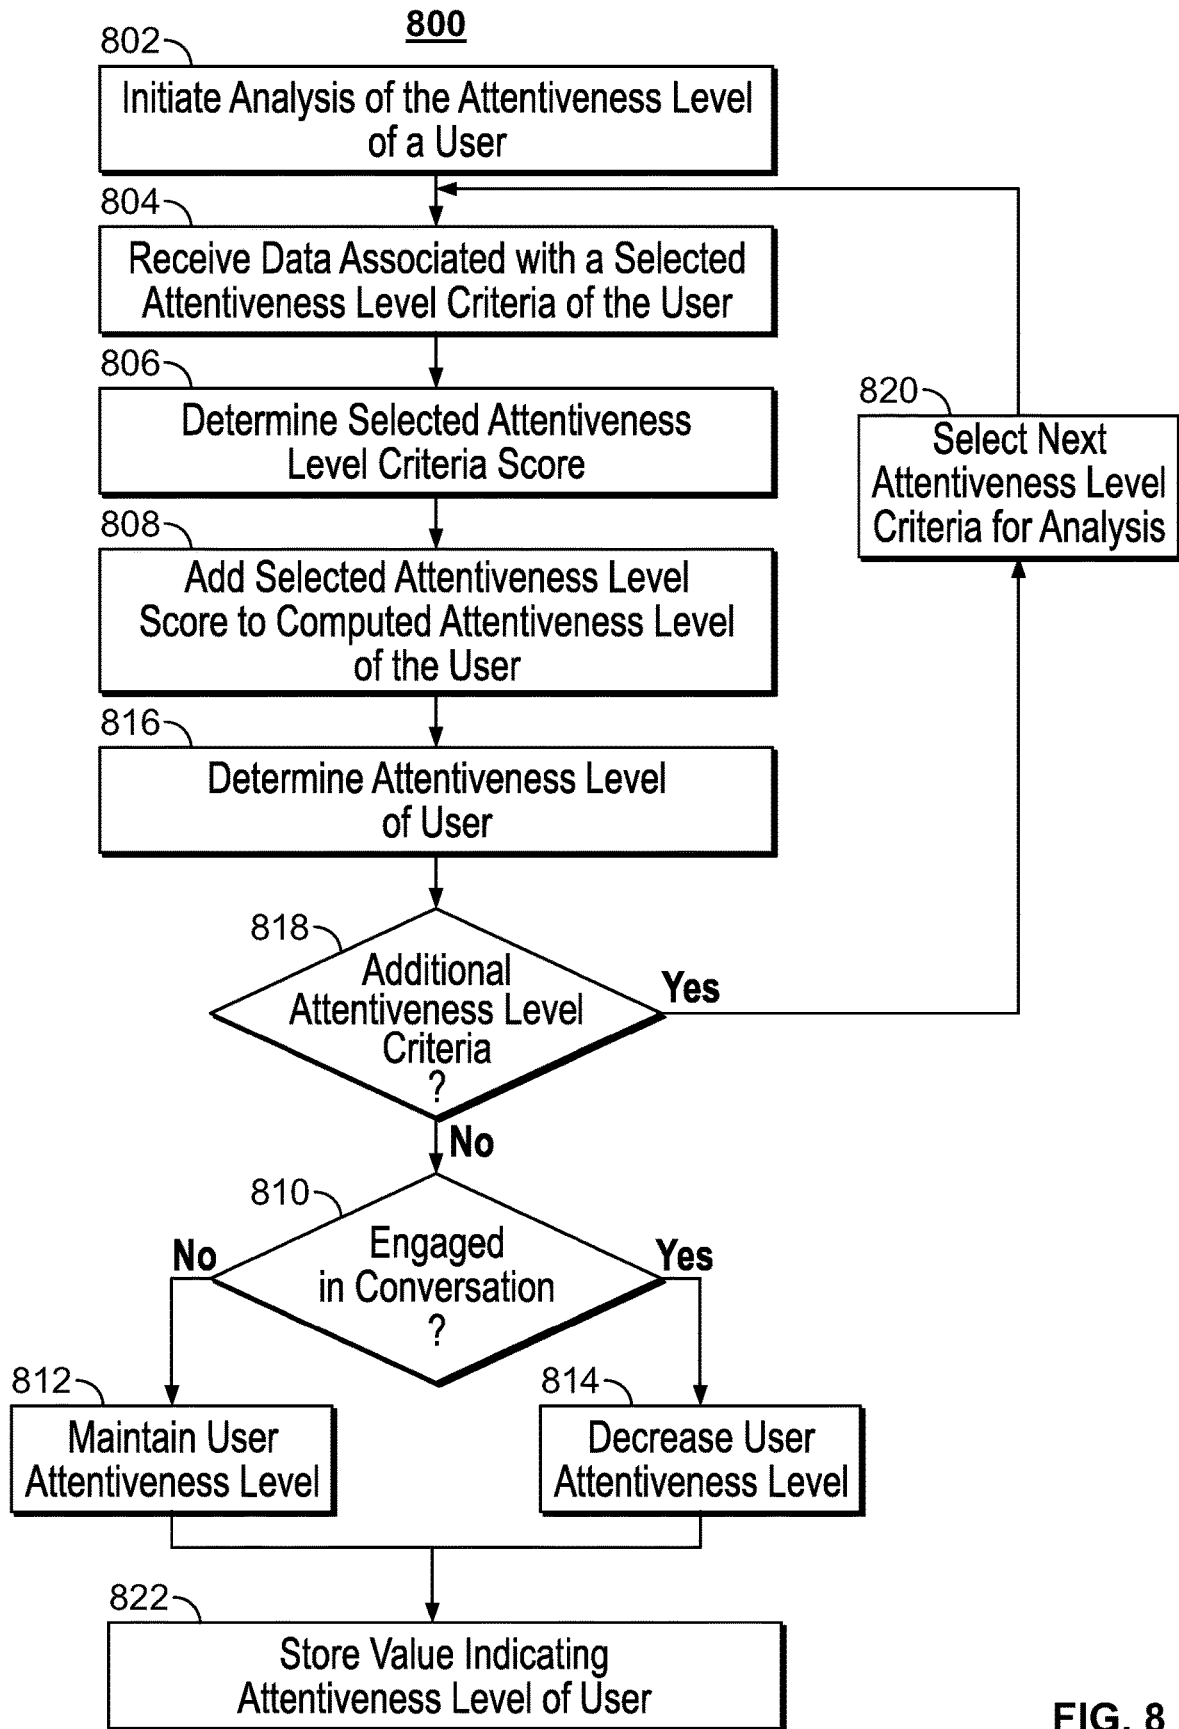 800
802
Initiate Analysis of the Attentiveness Level
of a User
804
Receive Data Associated with a Selected
Attentiveness Level Criteria of the User
806
Determine Selected Attentiveness
Level Criteria Score
820
Select Next
Attentiveness Level
Criteria for Analysis
808
Add Selected Attentiveness Level
Score to Computed Attentiveness Level
of the User
816
Determine Attentiveness Level
of User
818
Additional
Attentiveness Level
Criteria
?
Yes
No
810
Engaged
in Conversation
?
No
Yes
812
Maintain User
Attentiveness Level
814
Decrease User
Attentiveness Level
822
Store Value Indicating
Attentiveness Level of User
FIG. 8